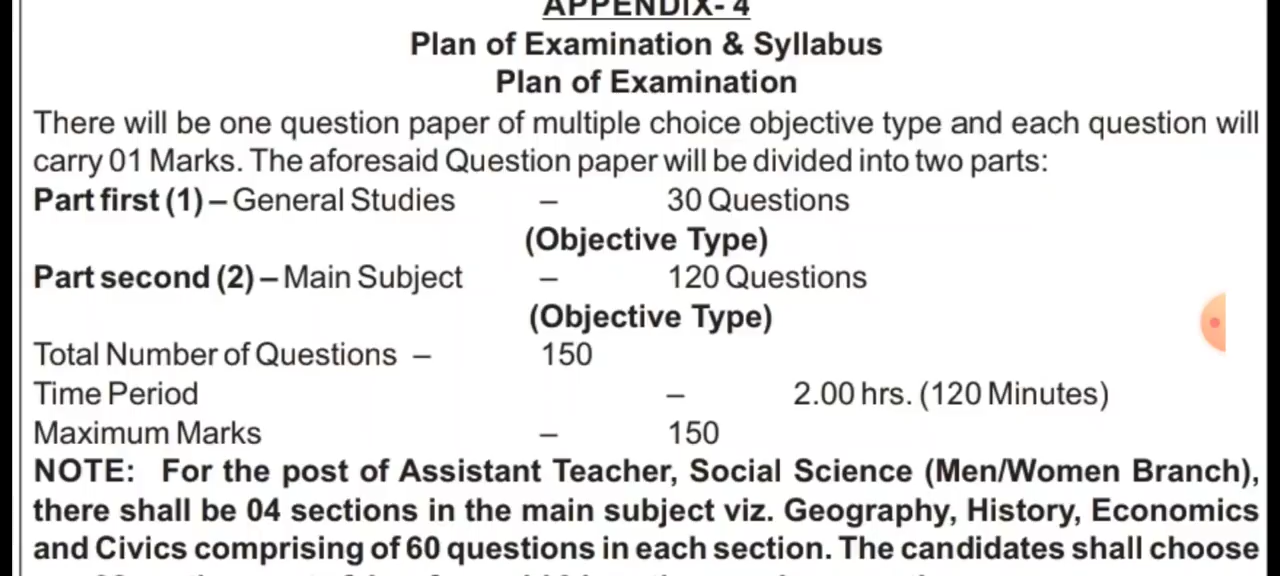 APPENDIX- 4
Plan of Examination & Syllabus
Plan of Examination
There will be one question paper of multiple choice objective type and each question will
carry 01 Marks. The aforesaid Question paper will be divided into two parts:
Part first (1) – General Studies – 30 Questions
(Objective Type)
Part second (2) – Main Subject – 120 Questions
(Objective Type)
Total Number of Questions – 150
Time Period – 2.00 hrs. (120 Minutes)
Maximum Marks – 150
NOTE: For the post of Assistant Teacher, Social Science (Men/Women Branch),
there shall be 04 sections in the main subject viz. Geography, History, Economics
and Civics comprising of 60 questions in each section. The candidates shall choose